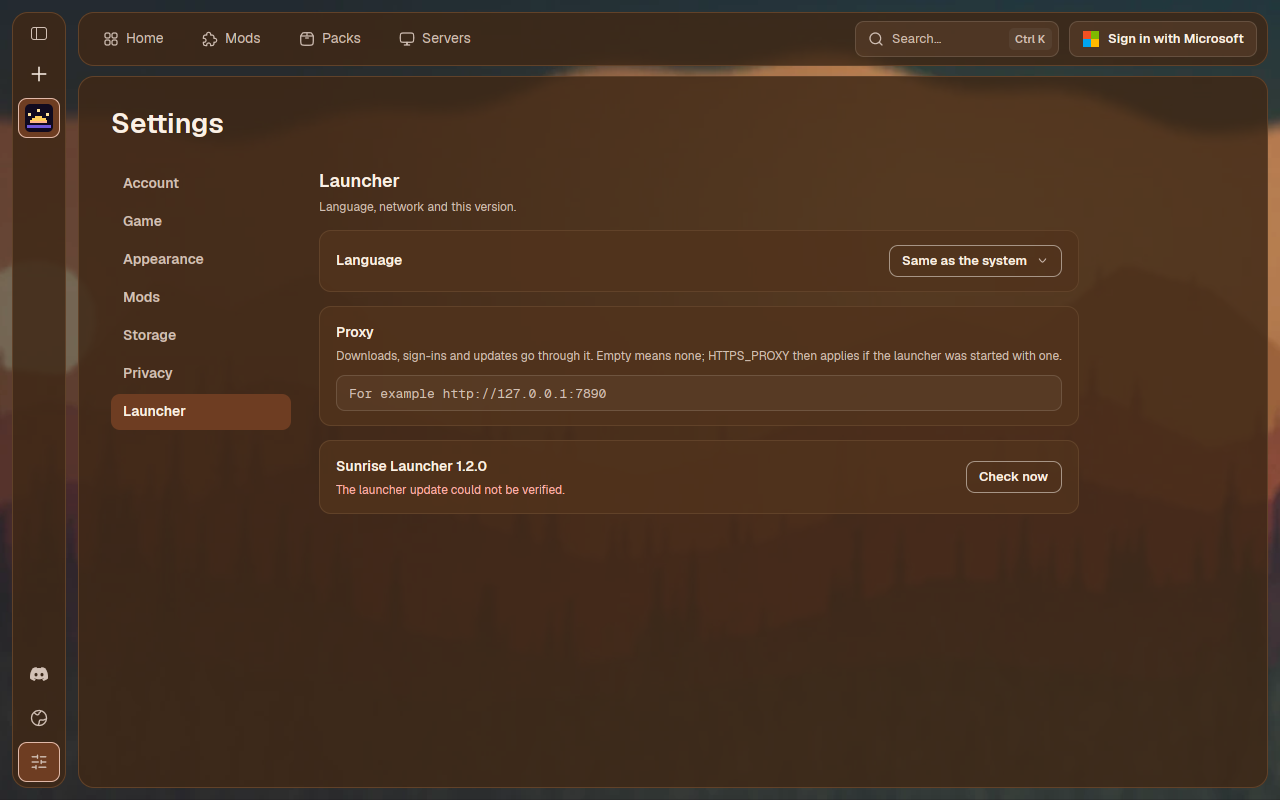 Home
Mods
Packs
Servers
Search...
Ctrl K
Sign in with Microsoft
Settings
Account
Game
Appearance
Mods
Storage
Privacy
Launcher
Launcher
Language, network and this version.
Language
Same as the system
Proxy
Downloads, sign-ins and updates go through it. Empty means none; HTTPS_PROXY then applies if the launcher was started with one.
For example http://127.0.0.1:7890
Sunrise Launcher 1.2.0
The launcher update could not be verified.
Check now